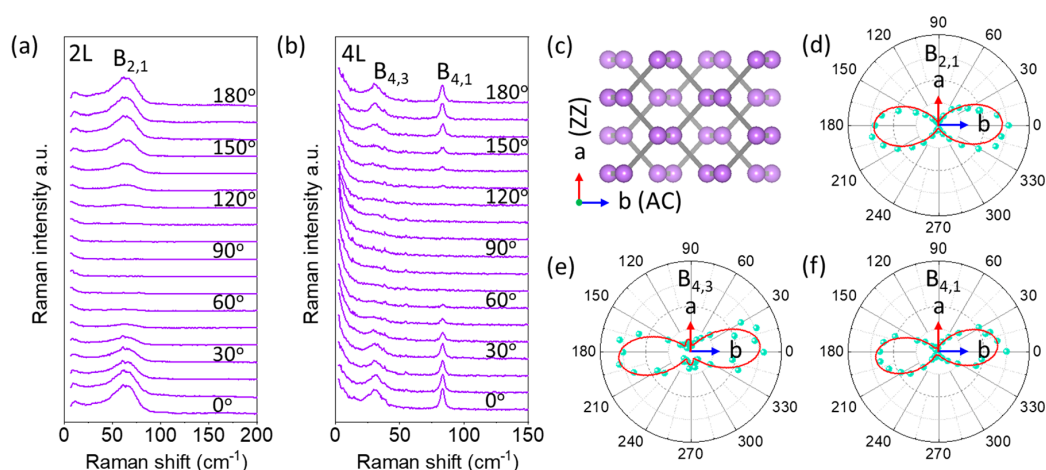 (a)
2L
B2,1
180°
150°
120°
90°
60°
30°
0°
0 50 100 150 200
Raman shift (cm-1)
Raman intensity a.u.
(b)
4L
B4,3
B4,1
180°
150°
120°
90°
60°
30°
0°
0 50 100 150
Raman shift (cm-1)
Raman intensity a.u.
(c)
a (ZZ)
b (AC)
(d)
90
120 60
B2,1
150 30
a
180 b 0
210 330
240 300
270
(e)
90
120 60
B4,3
150 30
a
180 b 0
210 330
240 300
270
(f)
90
120 60
B4,1
150 30
a
180 b 0
210 330
240 300
270